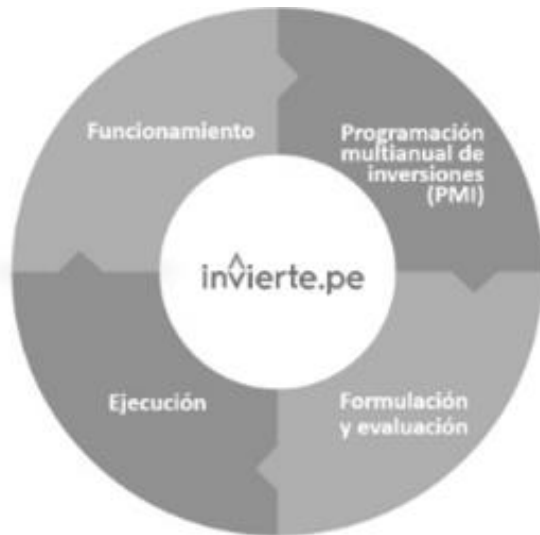 Funcionamiento
Programación
multianual de
inversiones
(PMI)
invierte.pe
Ejecución
Formulación
y evaluación